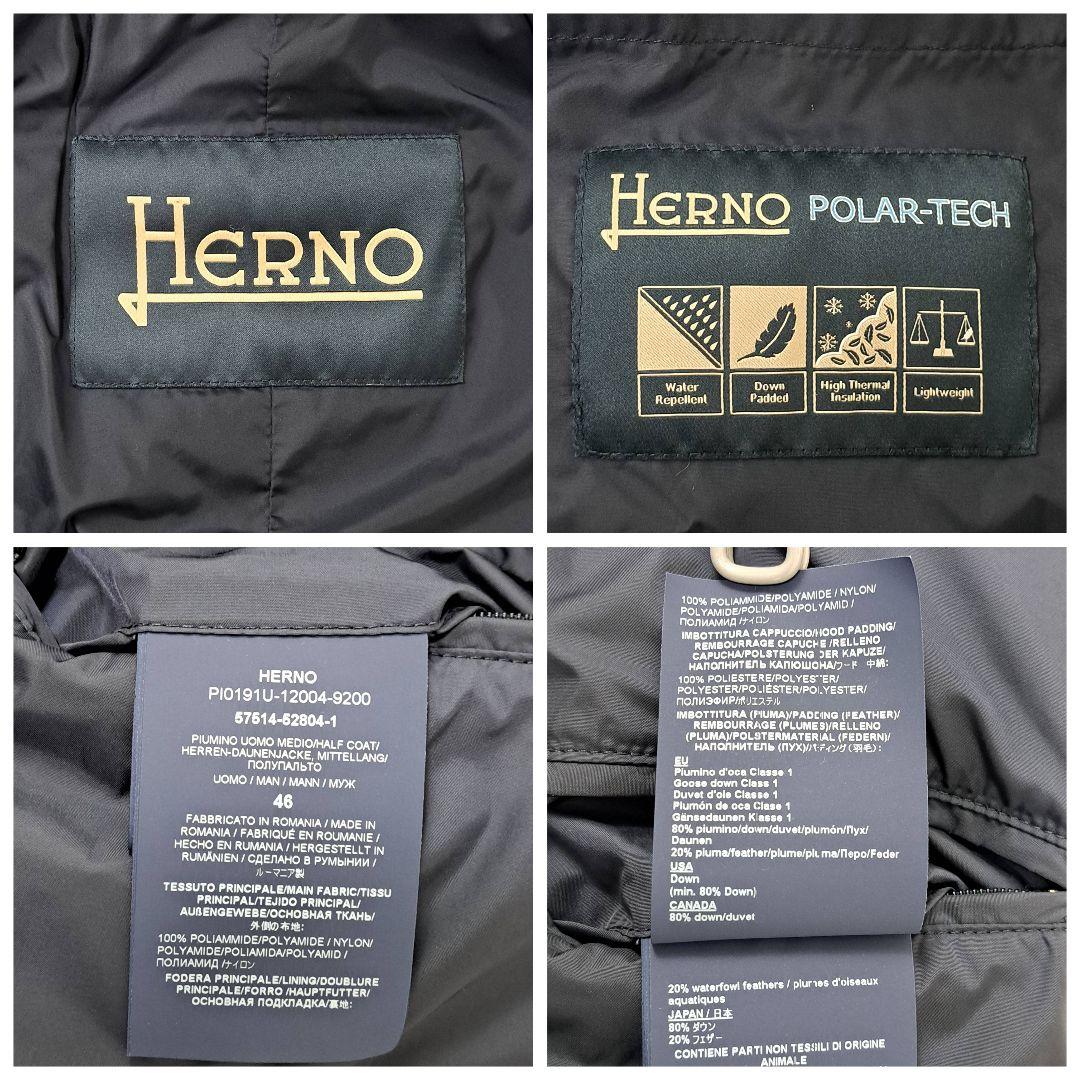 HERNO
HERNO POLAR-TECH
Water
Repellent
Down
Padded
High Thermal
Insulation
Lightweight
HERNO
PI0191U-12004-9200
57514-52804-1
PIUMINO UOMO MEDIO/HALF COAT/
HERREN-DAUNENJACKE, MITTELLANG/
ПОЛУПАЛЬТО
UOMO / MAN / MANN / МУЖ
46
FABBRICATO IN ROMANIA / MADE IN
ROMANIA / FABRIQUÉ EN ROUMANIE /
HECHO EN RUMANIA / HERGESTELLT IN
RUMÄNIEN / СДЕЛАНО В РУМЫНИИ /
ルーマニア製
TESSUTO PRINCIPALE/MAIN FABRIC/TISSU
PRINCIPAL/TEJIDO PRINCIPAL/
AUßENGEWEBE/ОСНОВНАЯ ТКАНЬ/
外側の布地:
100% POLIAMMIDE/POLYAMIDE / NYLON/
POLYAMIDE/POLIAMIDA/POLYAMID /
ПОЛИАМИД /ナイロン
FODERA PRINCIPALE/LINING/DOUBLURE
PRINCIPALE/FORRO /HAUPTFUTTER/
ОСНОВНАЯ ПОДКЛАДКА/裏地:
100% POLIAMMIDE/POLYAMIDE / NYLON/
POLYAMIDE/POLIAMIDA/POLYAMID /
ПОЛИАМИД /ナイロン
IMBOTTITURA CAPPUCCIO/HOOD PADDING/
REMBOURRAGE CAPUCHE /RELLENO
CAPUCHA/POLSTERUNG DER KAPUZE/
НАПОЛНИТЕЛЬ КАПЮШОНА/フード 中綿:
100% POLIESTERE/POLYESTER/
POLYESTER/POLIÉSTER/POLYESTER/
ПОЛИЭФИР/ポリエステル
IMBOTTITURA (PIUMA)/PADDING (FEATHER)/
REMBOURRAGE (PLUMES)/RELLENO
(PLUMA)/POLSTERMATERIAL (FEDERN)/
НАПОЛНИТЕЛЬ (ПУХ)/パディング(羽毛):
EU
Piumino d'oca Classe 1
Goose down Classe 1
Duvet d'oie Classe 1
Plumón de oca Class 1
Gänsedaunen Klasse 1
80% piumino/down/duvet/plumón/Пух/
Daunen
20% piuma/feather/plume/pluma/Перо/Feder
USA
Down
(min. 80% Down)
CANADA
80% down/duvet
20% waterfowl feathers / plumes d'oiseaux
aquatiques
JAPAN / 日本
80% ダウン
20% フェザー
CONTIENE PARTI NON TESSILI DI ORIGINE
ANIMALE